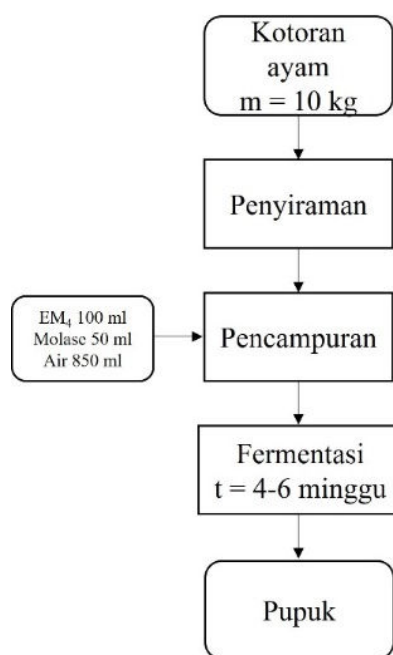 Kotoran
ayam
m = 10 kg
Penyiraman
EM₄ 100 ml
Molase 50 ml
Air 850 ml
Pencampuran
Fermentasi
t = 4-6 minggu
Pupuk